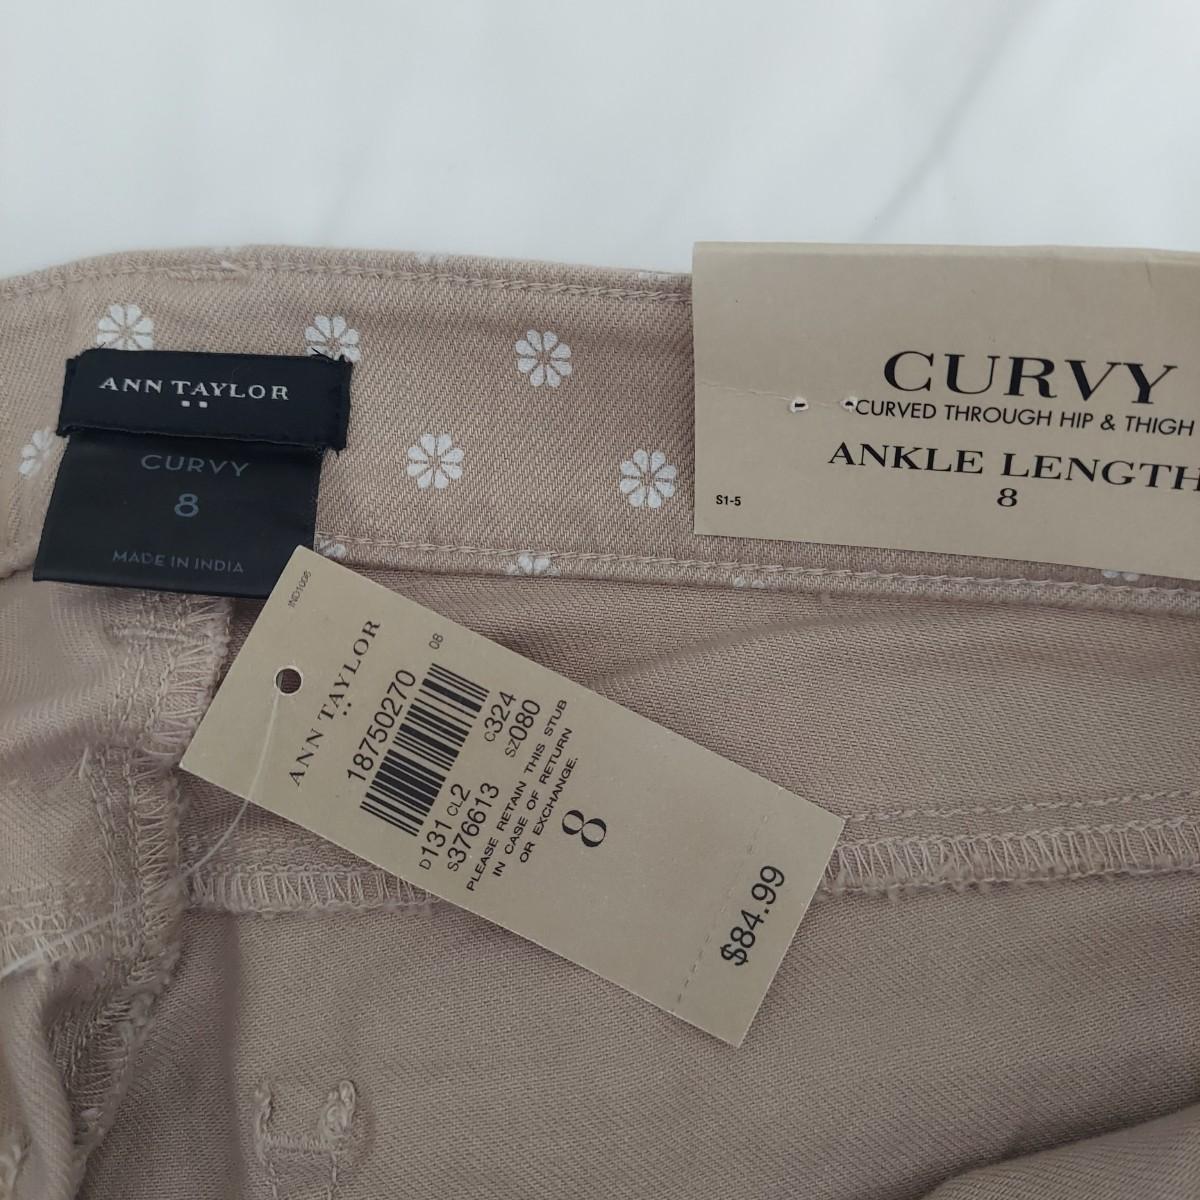 ANN TAYLOR
CURVY
8
MADE IN INDIA
CURVY
CURVED THROUGH HIP & THIGH
ANKLE LENGTH
8
S1-5
IND1006
ANN TAYLOR
18750270
08
D131 CL2 C324
S376613 SZ080
PLEASE RETAIN THIS STUB
IN CASE OF RETURN
OR EXCHANGE.
8
$84.99